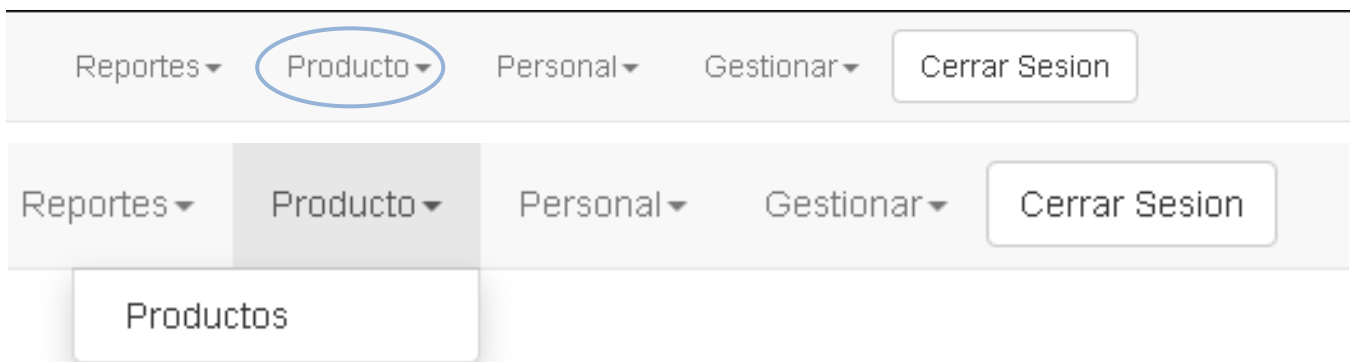 Reportes Producto Personal Gestionar Cerrar Sesion
Reportes Producto Personal Gestionar Cerrar Sesion
Productos